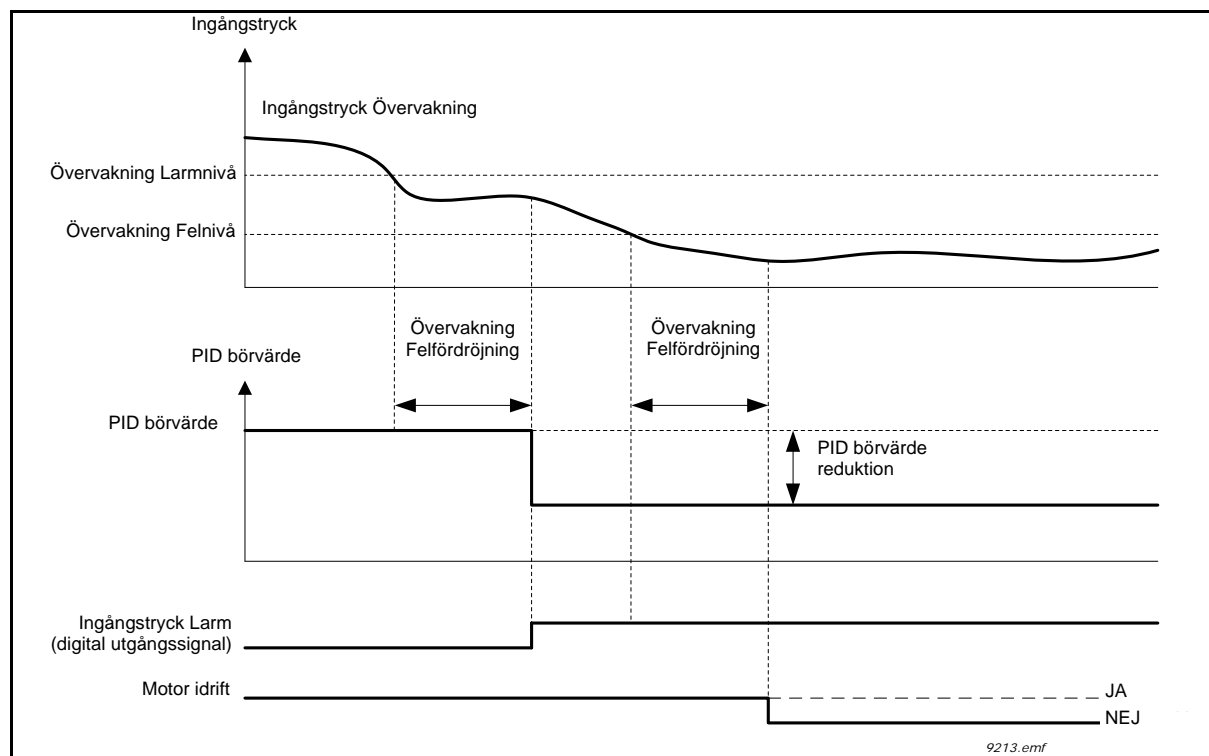 Ingångstryck
Ingångstryck Övervakning
Övervakning Larmnivå
Övervakning Felnivå
Övervakning
Felfördröjning
Övervakning
Felfördröjning
PID börvärde
PID börvärde
PID börvärde
reduktion
Ingångstryck Larm
(digital utgångssignal)
Motor idrift
JA
NEJ
9213.emf